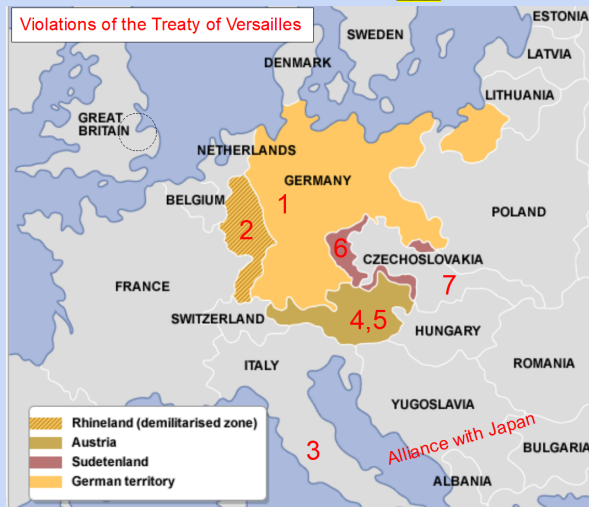 Violations of the Treaty of Versailles
ESTONIA
SWEDEN
LATVIA
DENMARK
LITHUANIA
GREAT
BRITAIN
NETHERLANDS
GERMANY
BELGIUM
1
POLAND
2
6
CZECHOSLOVAKIA
FRANCE
7
SWITZERLAND
4,5
HUNGARY
ITALY
ROMANIA
YUGOSLAVIA
Alliance with Japan
Rhineland (demilitarised zone)
Austria
Sudetenland
German territory
3
BULGARIA
ALBANIA